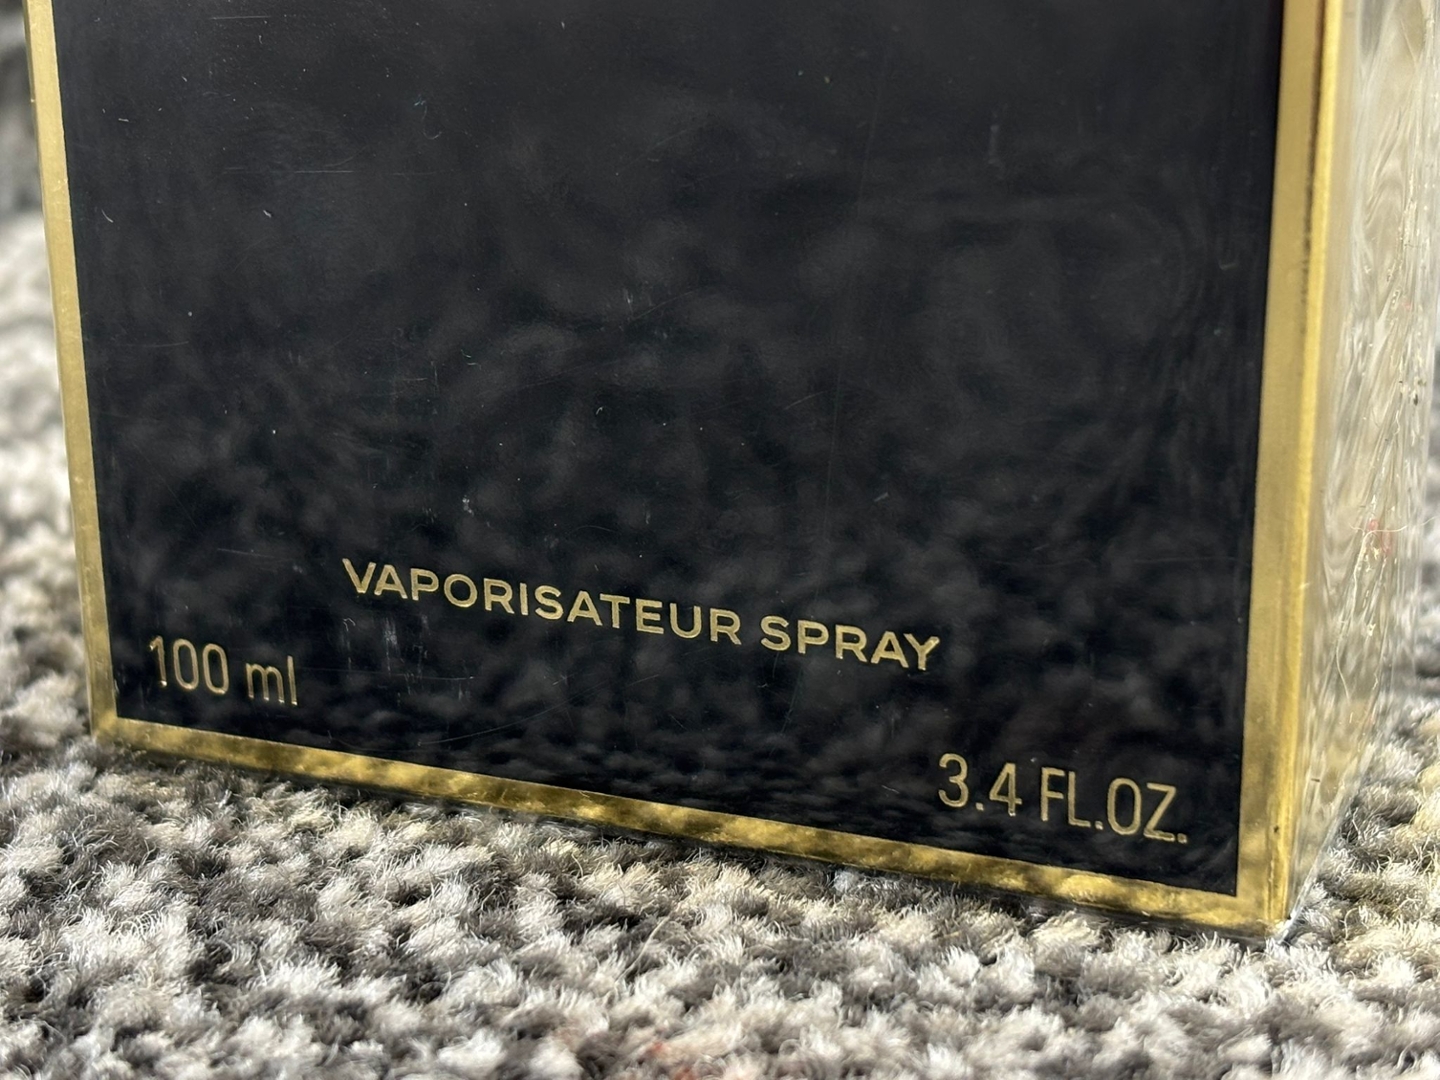 VAPORISATEUR SPRAY
100 ml
3.4 FL.OZ.